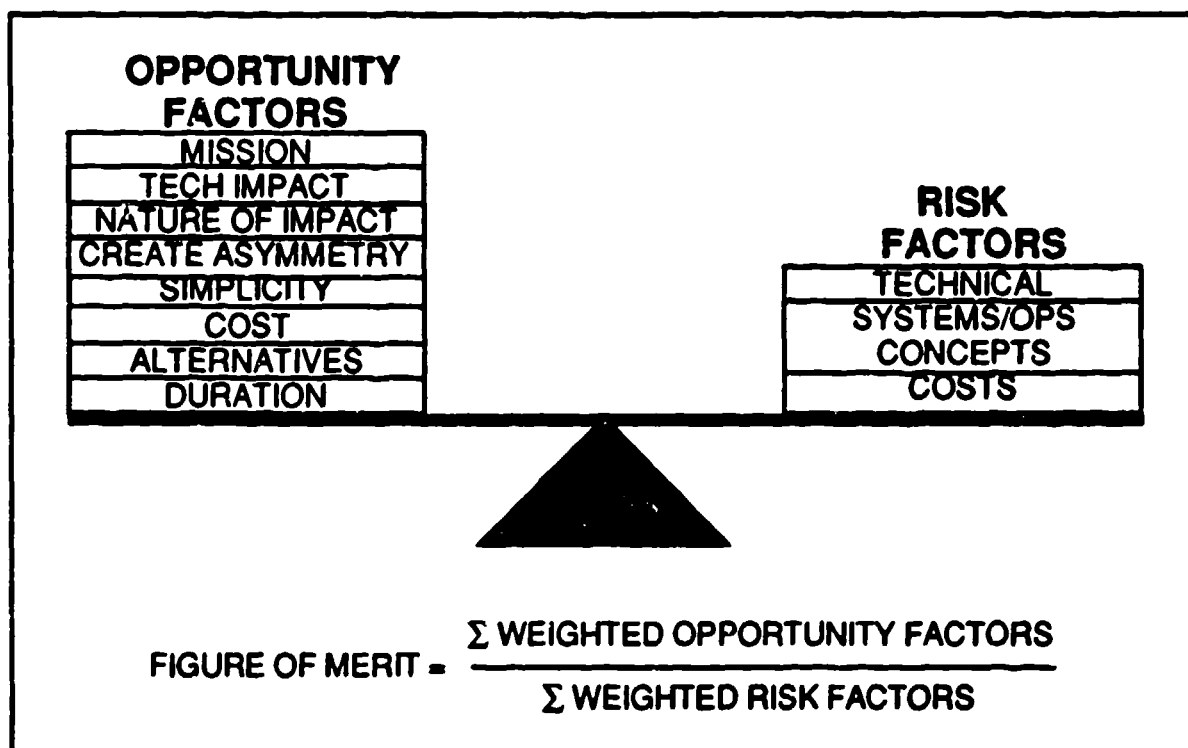 OPPORTUNITY
FACTORS
MISSION
TECH IMPACT
NATURE OF IMPACT
CREATE ASYMMETRY
SIMPLICITY
COST
ALTERNATIVES
DURATION
RISK
FACTORS
TECHNICAL
SYSTEMS/OPS
CONCEPTS
COSTS
FIGURE OF MERIT = Σ WEIGHTED OPPORTUNITY FACTORS
Σ WEIGHTED RISK FACTORS